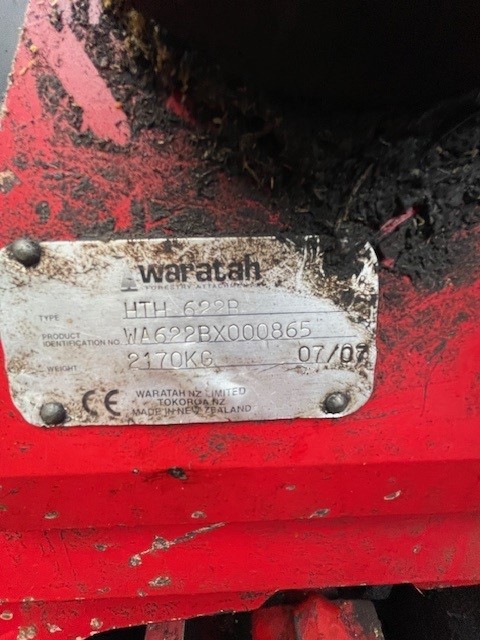 waratah
FORESTRY ATTACHMENTS
TYPE HTH 622B
PRODUCT IDENTIFICATION NO. WA622BX000865
WEIGHT 2170KG 07/07
CE WARATAH NZ LIMITED
TOKOROA NZ
MADE IN NEW ZEALAND